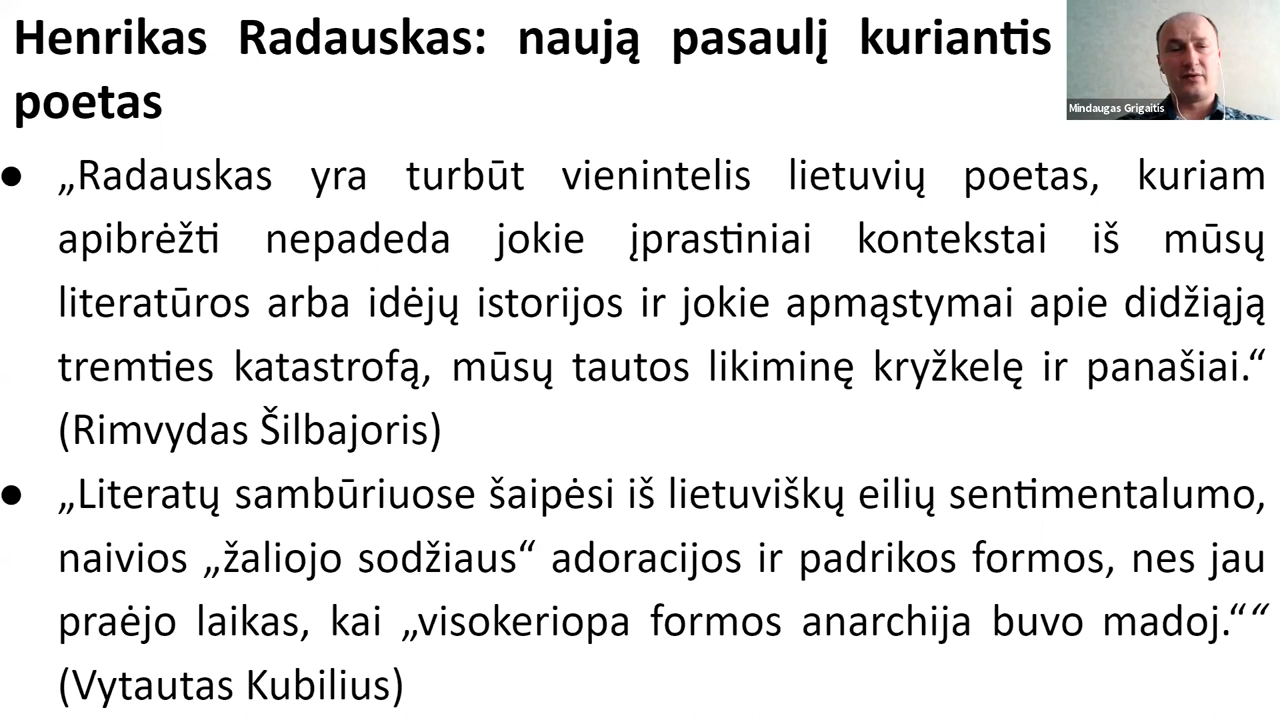 Henrikas Radauskas: naują pasaulį kuriantis
poetas
Mindaugas Grigaitis
● „Radauskas yra turbūt vienintelis lietuvių poetas, kuriam
apibrėžti nepadeda jokie įprastiniai kontekstai iš mūsų
literatūros arba idėjų istorijos ir jokie apmąstymai apie didžiąją
tremties katastrofą, mūsų tautos likiminę kryžkelę ir panašiai.“
(Rimvydas Šilbajoris)
● „Literatų sambūriuose šaipėsi iš lietuviškų eilių sentimentalumo,
naivios „žaliojo sodžiaus“ adoracijos ir padrikos formos, nes jau
praėjo laikas, kai „visokeriopa formos anarchija buvo madoj.““
(Vytautas Kubilius)